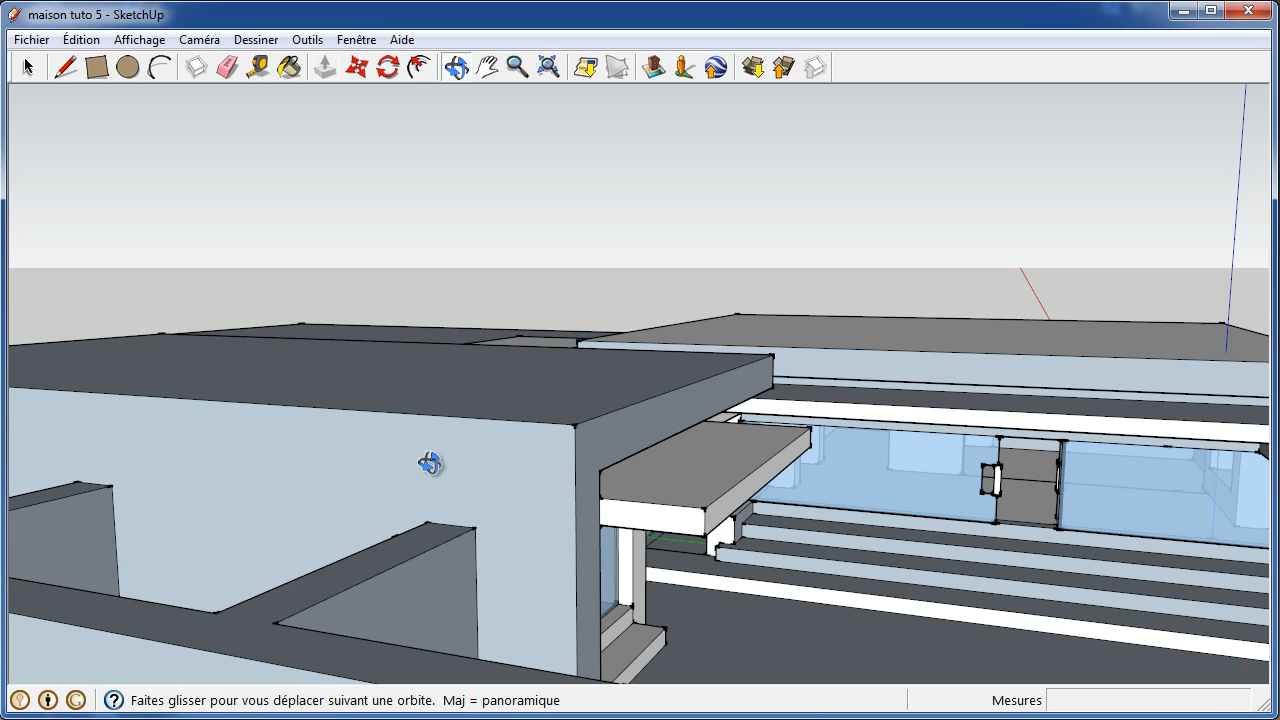 maison tuto 5 - SketchUp
Fichier Édition Affichage Caméra Dessiner Outils Fenêtre Aide
Faites glisser pour vous déplacer suivant une orbite. Maj = panoramique Mesures